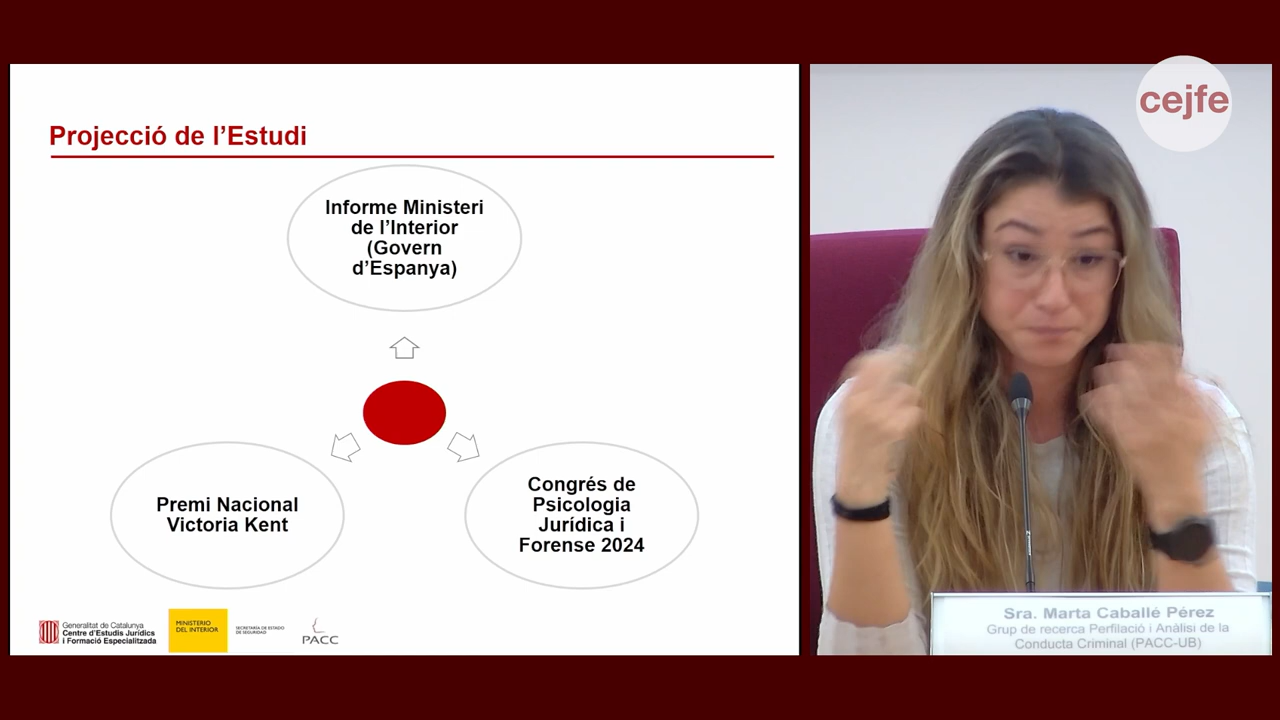 cejfe
Projecció de l’Estudi
Informe Ministeri
de l’Interior
(Govern
d’Espanya)
Premi Nacional
Victoria Kent
Congrés de
Psicologia
Jurídica i
Forense 2024
Generalitat de Catalunya
Centre d’Estudis Jurídics
i Formació Especialitzada
MINISTERIO
DEL INTERIOR
SECRETARÍA DE ESTADO
DE SEGURIDAD
PACC
Sra. Marta Caballé Pérez
Grup de recerca Perfilació i Anàlisi de la
Conducta Criminal (PACC-UB)